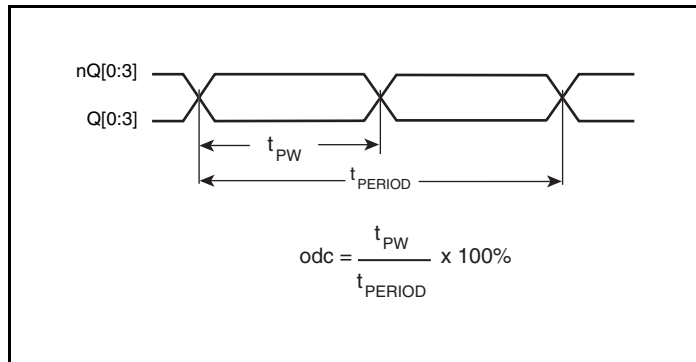 nQ[0:3]
Q[0:3]
tPW
tPERIOD
odc = tPW / tPERIOD x 100%